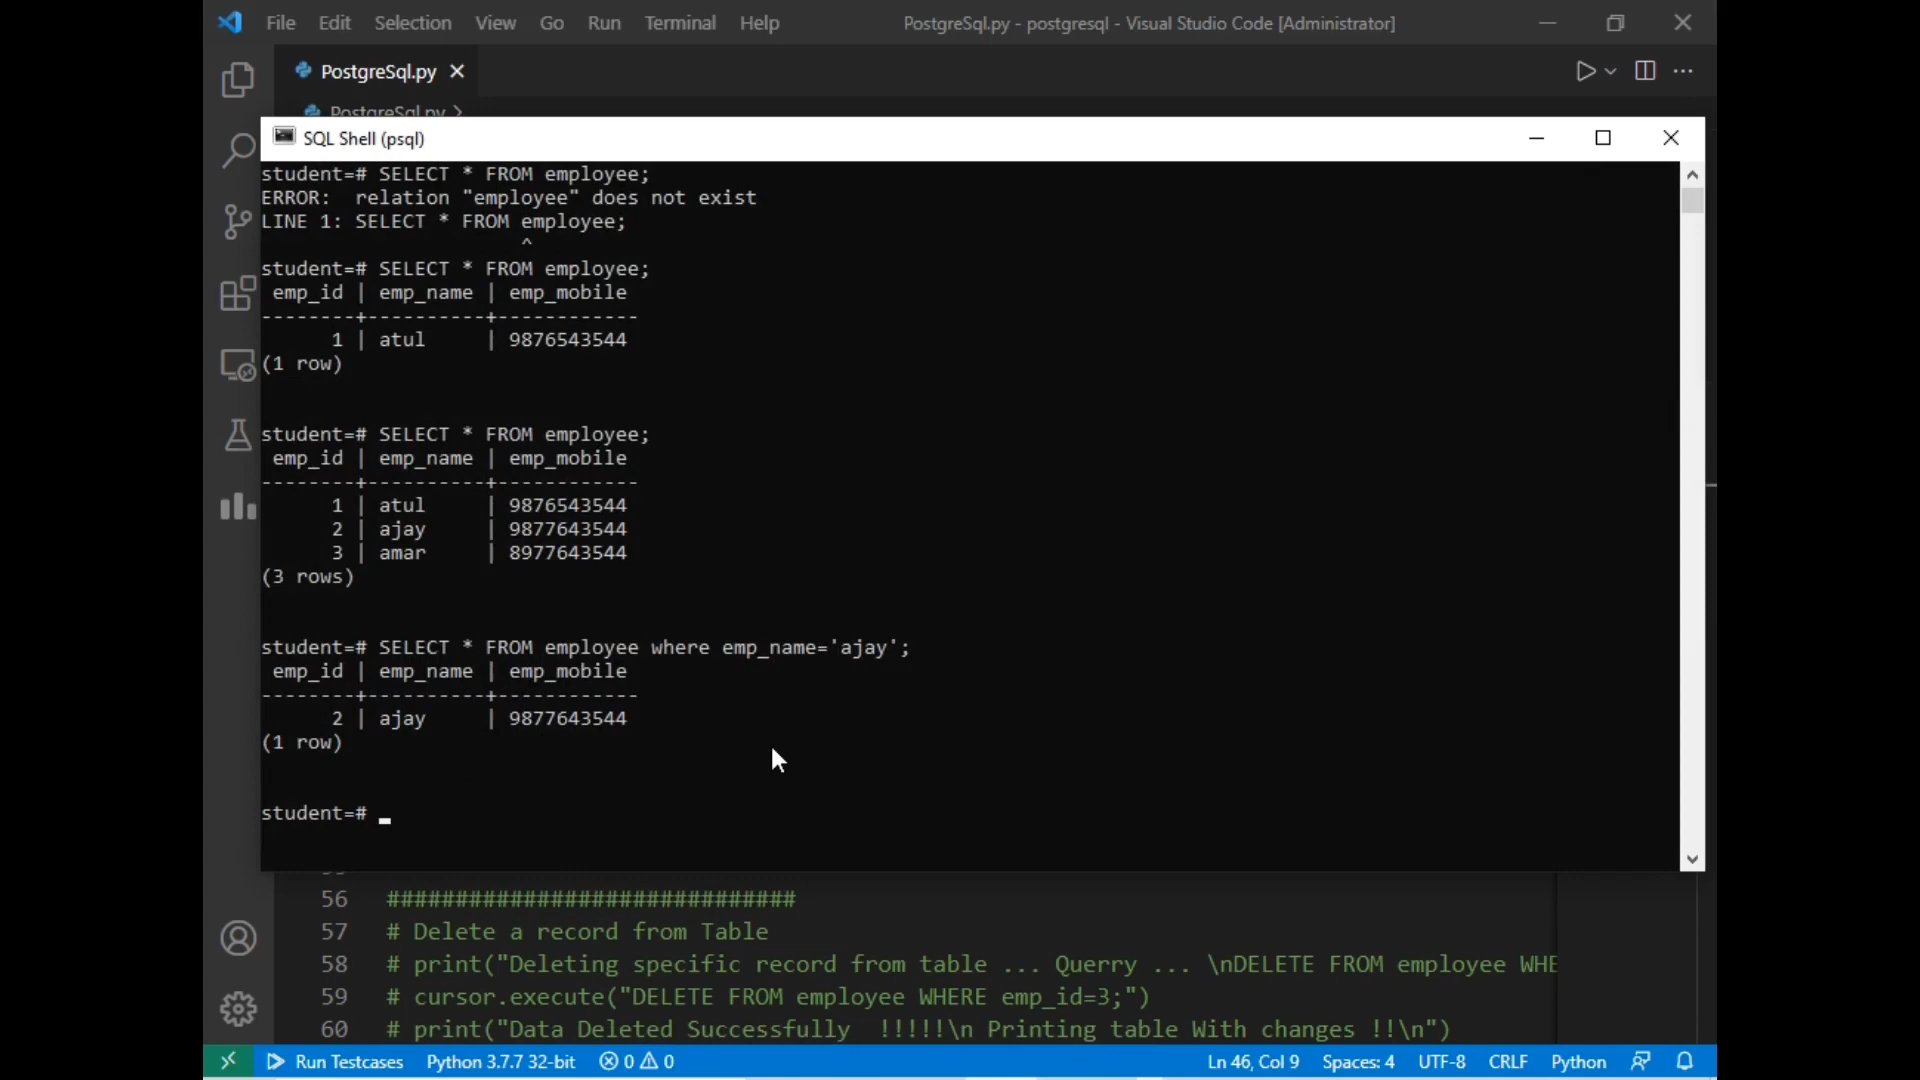 File Edit Selection View Go Run Terminal Help PostgreSql.py - postgresql - Visual Studio Code [Administrator]
PostgreSql.py
PostgreSql.py
SQL Shell (psql)
student=# SELECT * FROM employee;
ERROR:  relation "employee" does not exist
LINE 1: SELECT * FROM employee;
^
student=# SELECT * FROM employee;
emp_id | emp_name | emp_mobile
--------+----------+------------
1 | atul     | 9876543544
(1 row)
student=# SELECT * FROM employee;
emp_id | emp_name | emp_mobile
--------+----------+------------
1 | atul     | 9876543544
2 | ajay     | 9877643544
3 | amar     | 8977643544
(3 rows)
student=# SELECT * FROM employee where emp_name='ajay';
emp_id | emp_name | emp_mobile
--------+----------+------------
2 | ajay     | 9877643544
(1 row)
student=#
56 ##############################
57 # Delete a record from Table
58 # print("Deleting specific record from table ... Querry ... \nDELETE FROM employee WHE
59 # cursor.execute("DELETE FROM employee WHERE emp_id=3;")
60 # print("Data Deleted Successfully  !!!!!\n Printing table With changes !!\n")
Run Testcases Python 3.7.7 32-bit 0 0 Ln 46, Col 9 Spaces: 4 UTF-8 CRLF Python